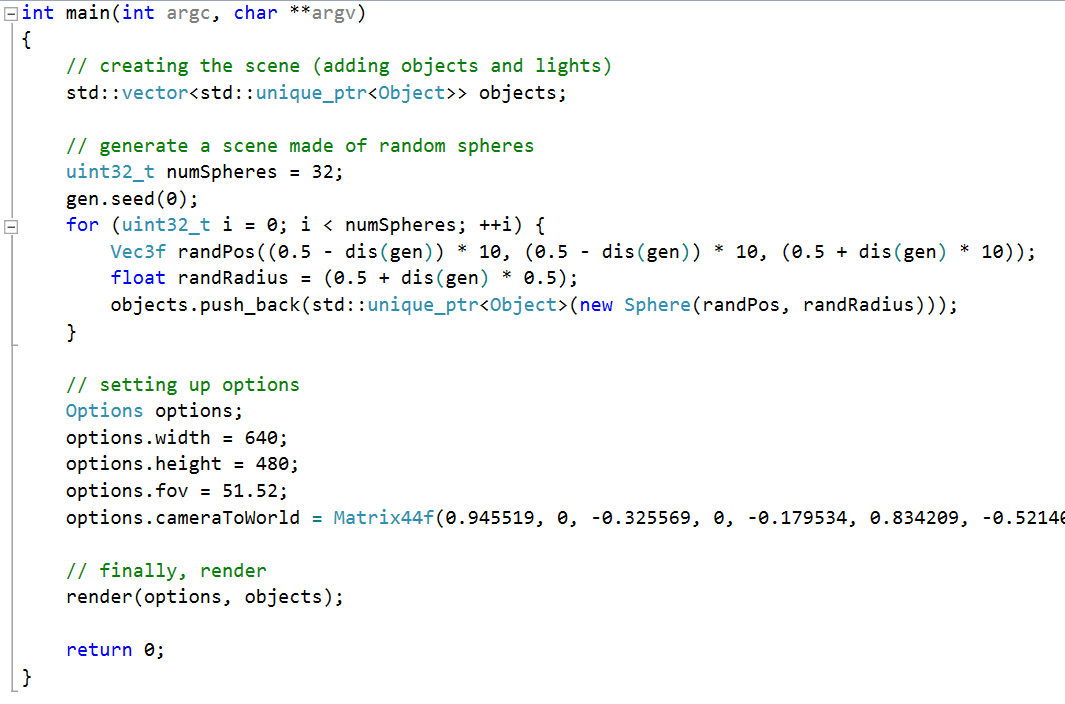 int main(int argc, char **argv)
{
    // creating the scene (adding objects and lights)
    std::vector<std::unique_ptr<Object>> objects;

    // generate a scene made of random spheres
    uint32_t numSpheres = 32;
    gen.seed(0);
    for (uint32_t i = 0; i < numSpheres; ++i) {
        Vec3f randPos((0.5 - dis(gen)) * 10, (0.5 - dis(gen)) * 10, (0.5 + dis(gen) * 10));
        float randRadius = (0.5 + dis(gen) * 0.5);
        objects.push_back(std::unique_ptr<Object>(new Sphere(randPos, randRadius)));
    }

    // setting up options
    Options options;
    options.width = 640;
    options.height = 480;
    options.fov = 51.52;
    options.cameraToWorld = Matrix44f(0.945519, 0, -0.325569, 0, -0.179534, 0.834209,

    // finally, render
    render(options, objects);

    return 0;
}